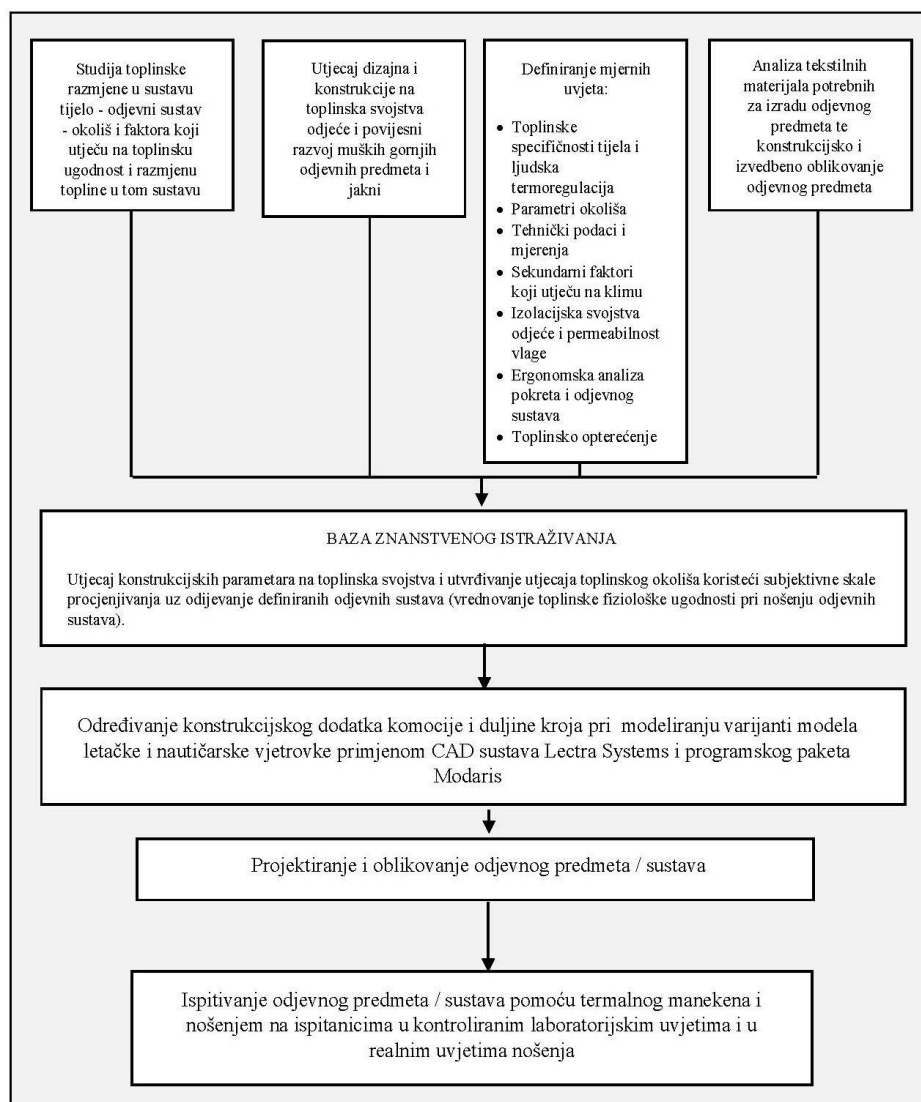 Studija toplinske
razmjene u sustavu
tijelo - odjevni sustav
- okoliš i faktora koji
utječu na toplinsku
ugodnost i razmjenu
topline u tom sustavu
Utjecaj dizajna i
konstrukcije na
toplinska svojstva
odjeće i povijesni
razvoj muških gornjih
odjevnih predmeta i
jakni
Definiranje mjernih
uvjeta:
• Toplinske
specifičnosti tijela i
ljudska
termoregulacija
• Parametri okoliša
• Tehnički podaci i
mjerenja
• Sekundarni faktori
koji utječu na klimu
• Izolacijska svojstva
odjeće i permeabilnost
vlage
• Ergonomska analiza
pokreta i odjevnog
sustava
• Toplinsko opterećenje
Analiza tekstilnih
materijala potrebnih
za izradu odjevnog
predmeta te
konstrukcijsko i
izvedbeno oblikovanje
odjevnog predmeta
BAZA ZNANSTVENOG ISTRAŽIVANJA
Utjecaj konstrukcijskih parametara na toplinska svojstva i utvrđivanje utjecaja toplinskog okoliša koristeći subjektivne skale
procjenjivanja uz odijevanje definiranih odjevnih sustava (vrednovanje toplinske fiziološke ugodnosti pri nošenju odjevnih
sustava).
Određivanje konstrukcijskog dodatka komocije i duljine kroja pri modeliranju varijanti modela
letačke i nautičarske vjetrovke primjenom CAD sustava Lectra Systems i programskog paketa
Modaris
Projektiranje i oblikovanje odjevnog predmeta / sustava
Ispitivanje odjevnog predmeta / sustava pomoću termalnog manekena i
nošenjem na ispitanicima u kontroliranim laboratorijskim uvjetima i u
realnim uvjetima nošenja